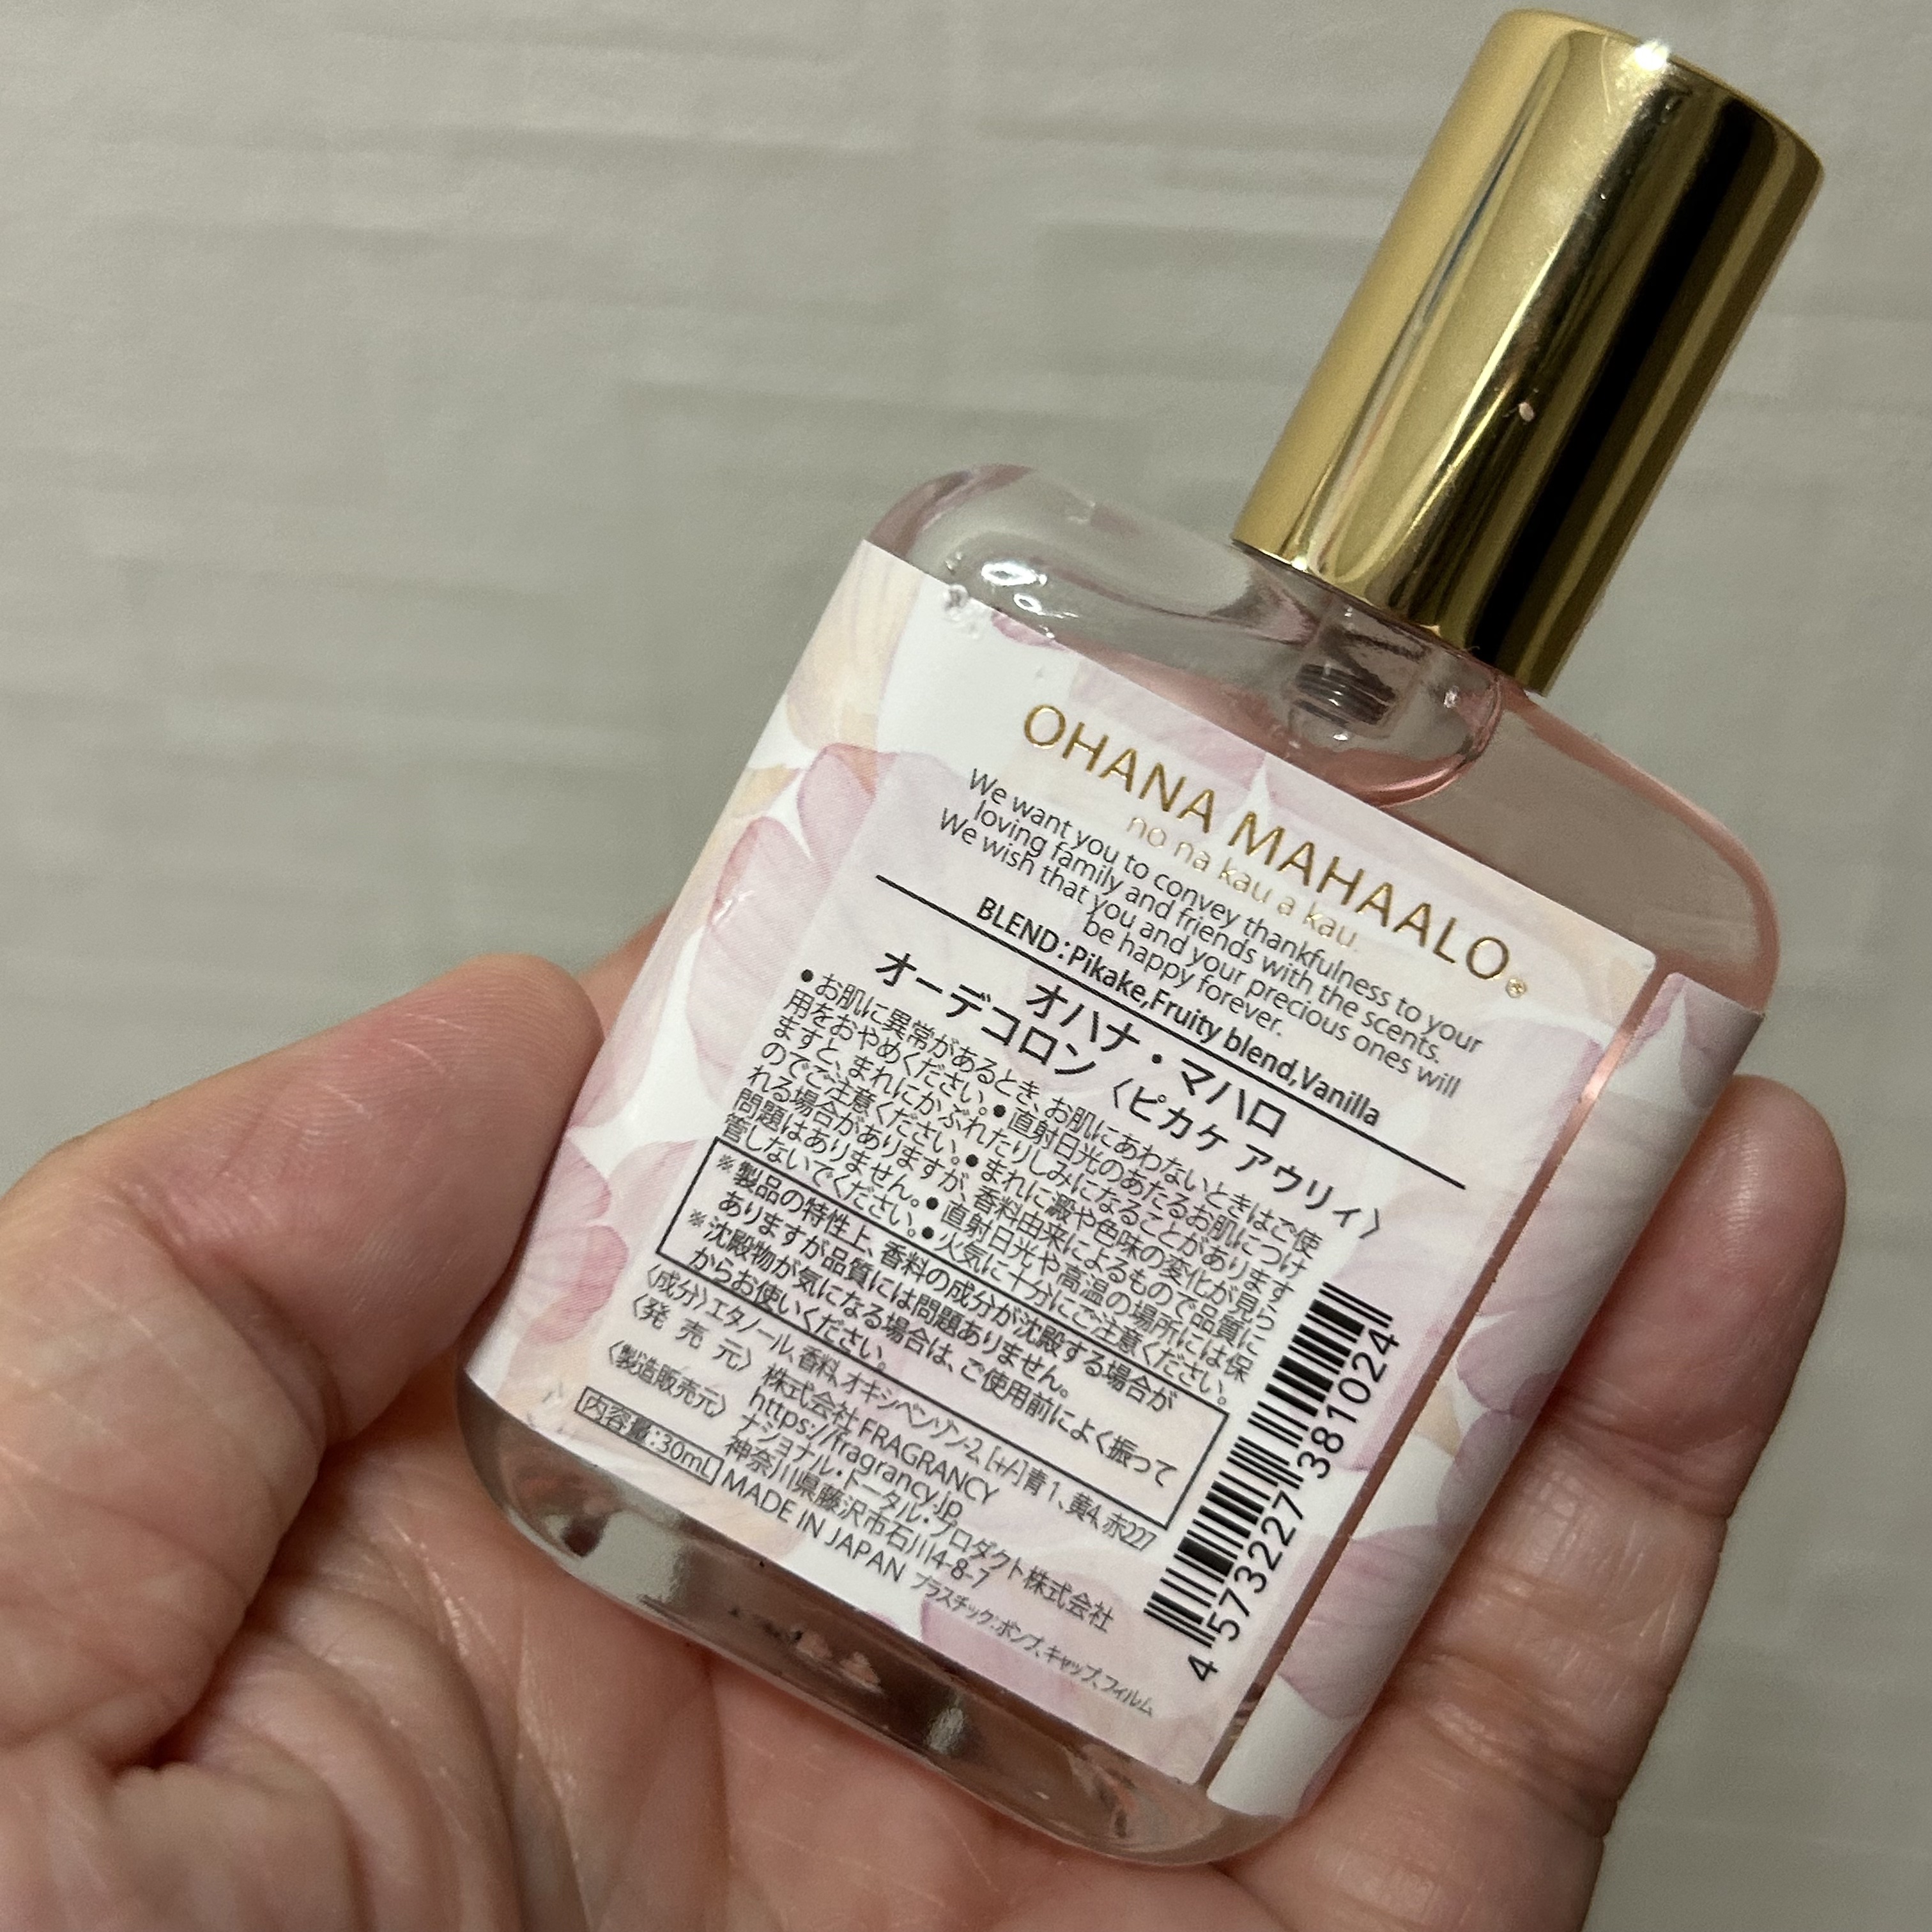 OHANA MAHAALO®
no na kau a kau.
We want you to convey thankfulness to your
loving family and friends with the scents.
We wish that you and your precious ones will
be happy forever.
BLEND:Pikake,Fruity blend,Vanilla
オハナ・マハロ
オーデコロン〈ピカケ アウリィ〉
●お肌に異常があるとき、お肌にあわないときはご使
用をおやめください。●直射日光のあたるお肌につけ
ますと、まれにかぶれたりしみになることがあります
のでご注意ください。●まれに澱や色味の変化が見ら
れる場合がありますが、香料由来によるもので品質に
問題はありません。●直射日光や高温の場所には保
管しないでください。●火気に十分にご注意ください。
※製品の特性上、香料の成分が沈殿する場合が
ありますが品質には問題ありません。
※沈殿物が気になる場合は、ご使用前によく振って
からお使いください。
〈成分〉エタノール、香料、オキシベンゾン-2、[+/-]青1、黄4、赤227
〈発 売 元〉 株式会社 FRAGRANCY
https://fragrancy.jp
〈製造販売元〉 ナショナル・トータル・プロダクト株式会社
神奈川県藤沢市石川4-8-7
内容量:30mL MADE IN JAPAN プラスチック:ポンプ、キャップ、フィルム
4 573227 381024